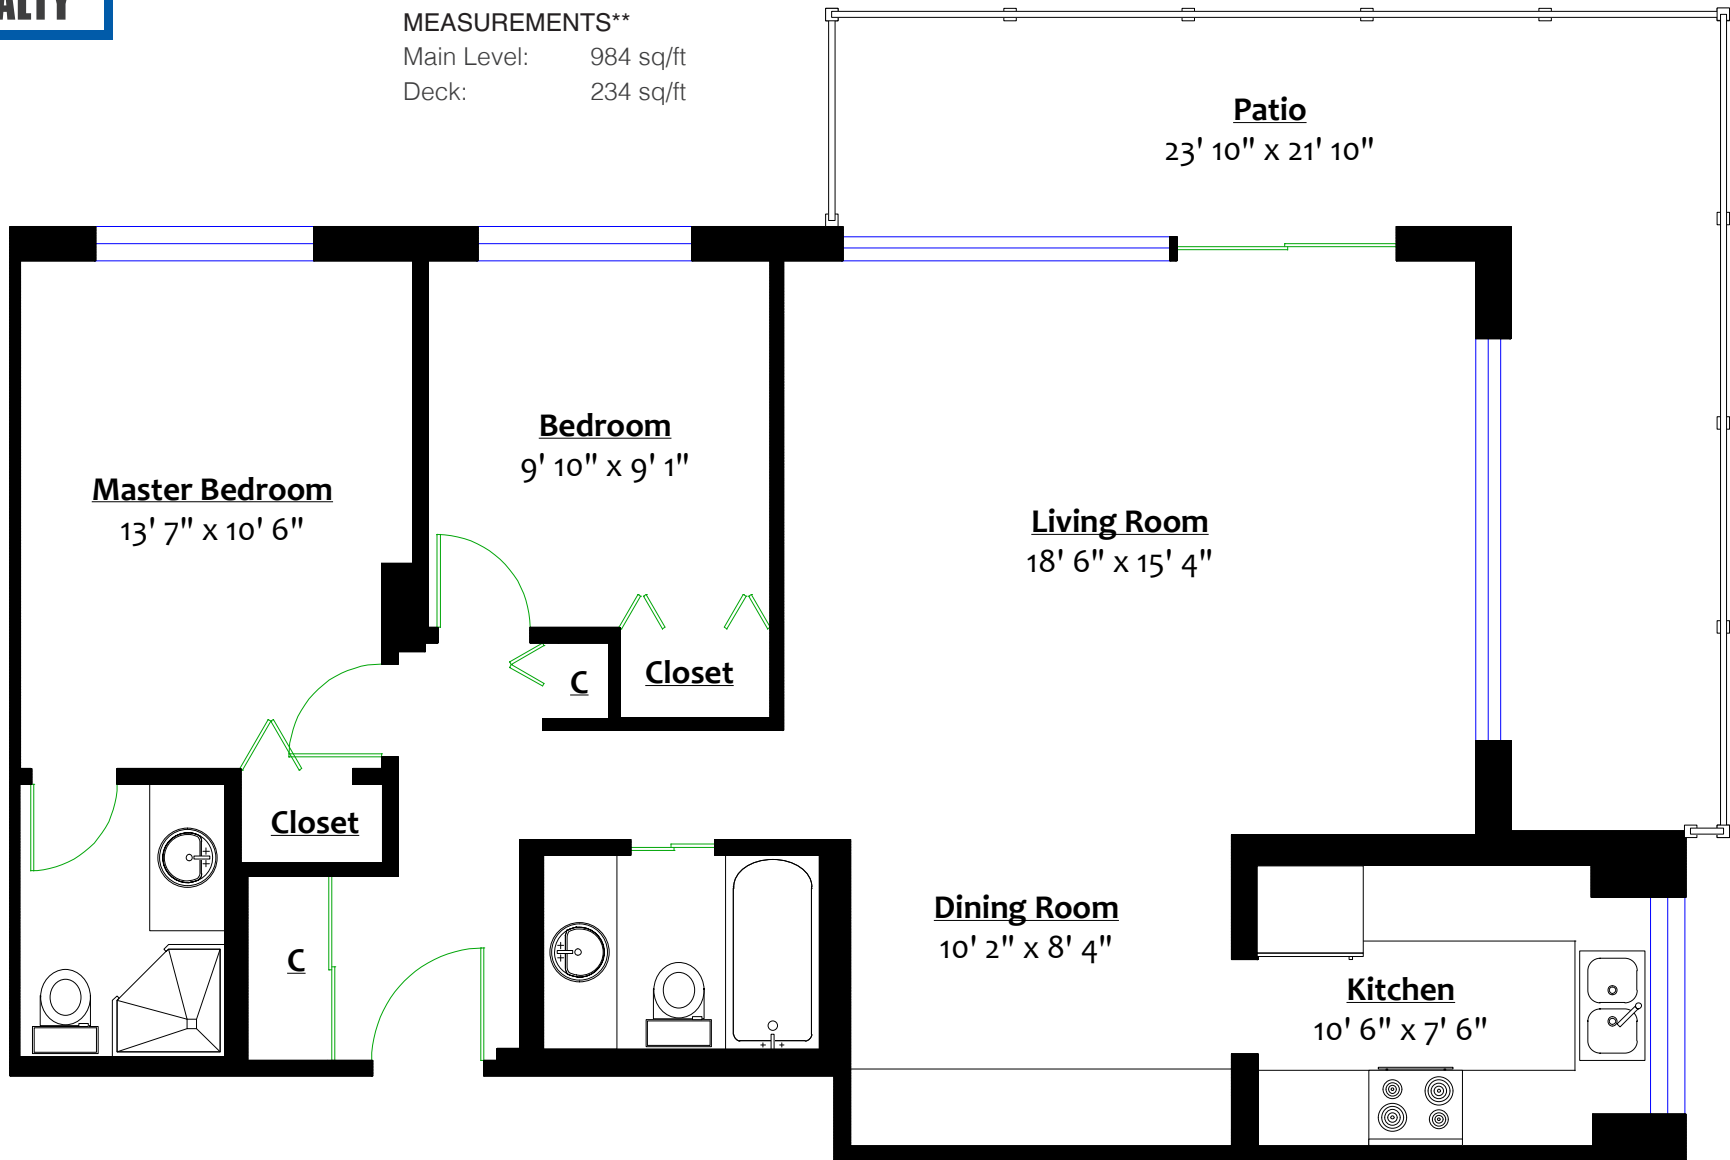 ALTY
MEASUREMENTS**
Main Level: 984 sq/ft
Deck: 234 sq/ft
Patio
23' 10" x 21' 10"
Bedroom
9' 10" x 9' 1"
Master Bedroom
13' 7" x 10' 6"
Living Room
18' 6" x 15' 4"
C
Closet
Closet
C
Dining Room
10' 2" x 8' 4"
Kitchen
10' 6" x 7' 6"